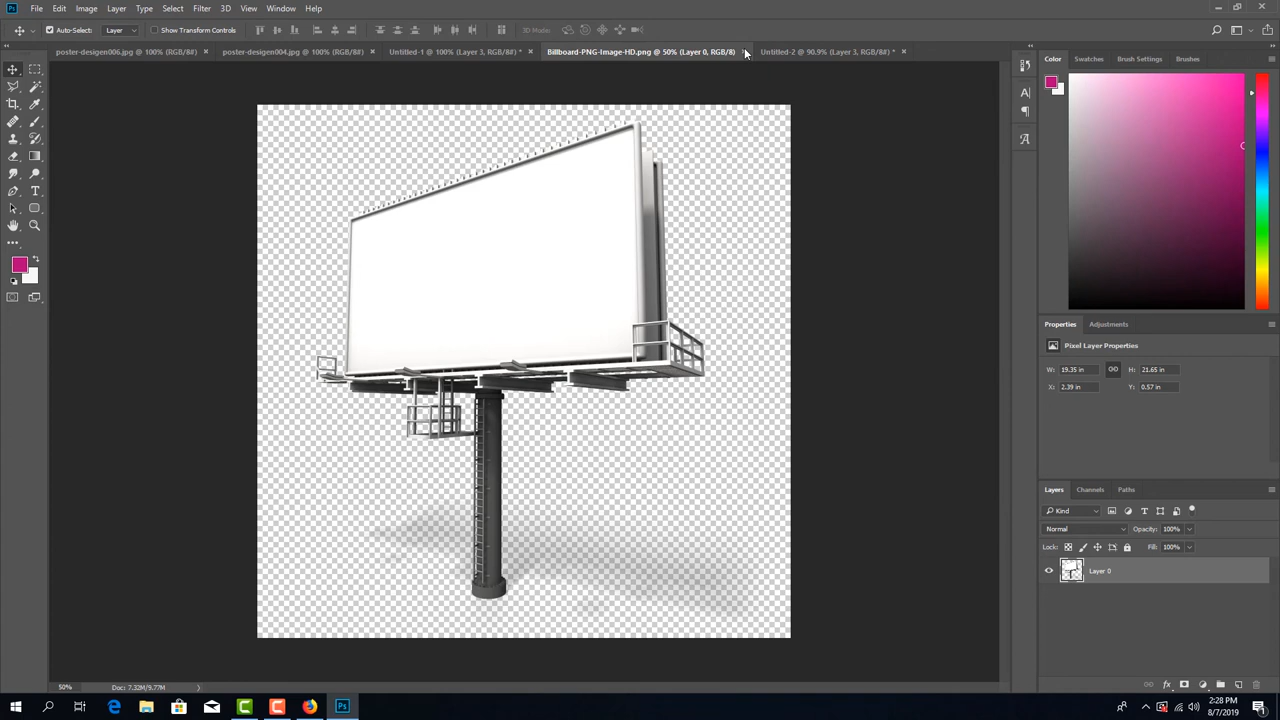 File Edit Image Layer Type Select Filter 3D View Window Help
Auto-Select: Layer Show Transform Controls 3D Mode:
poster-desigen006.jpg @ 100% (RGB/8#) × poster-desigen004.jpg @ 100% (RGB/8#) × Untitled-1 @ 100% (Layer 3, RGB/8#) * × Billboard-PNG-Image-HD.png @ 50% (Layer 0, RGB/8) Untitled-2 @ 90.9% (Layer 3, RGB/8#) * ×
Color Swatches Brush Settings Brushes
Properties Adjustments
Pixel Layer Properties
W: 19.35 in H: 21.65 in
X: 2.39 in Y: 0.57 in
Layers Channels Paths
Kind
Normal Opacity: 100%
Lock: Fill: 100%
Layer 0
50% Doc: 7.32M/9.77M
2:28 PM
8/7/2019